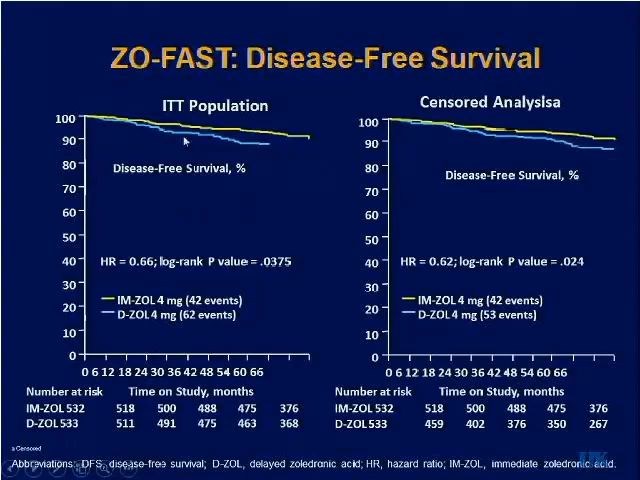 ZO-FAST: Disease-Free Survival
ITT Population
100
90
80
70
60
50
40
30
20
10
0
Disease-Free Survival, %
HR = 0.66; log-rank P value = .0375
IM-ZOL 4 mg (42 events)
D-ZOL 4 mg (62 events)
0 6 12 18 24 30 36 42 48 54 60 66
Number at risk Time on Study, months
IM-ZOL 532 518 500 488 475 376
D-ZOL 533 511 491 475 463 368
Censored Analysisa
100
90
80
70
60
50
40
30
20
10
0
Disease-Free Survival, %
HR = 0.62; log-rank P value = .024
IM-ZOL 4 mg (42 events)
D-ZOL 4 mg (53 events)
0 6 12 18 24 30 36 42 48 54 60 66
Number at risk Time on Study, months
IM-ZOL 532 518 500 488 475 376
D-ZOL 533 459 402 376 350 267
a Censored
Abbreviations: DFS, disease-free survival; D-ZOL, delayed zoledronic acid; HR, hazard ratio; IM-ZOL, immediate zoledronic acid.